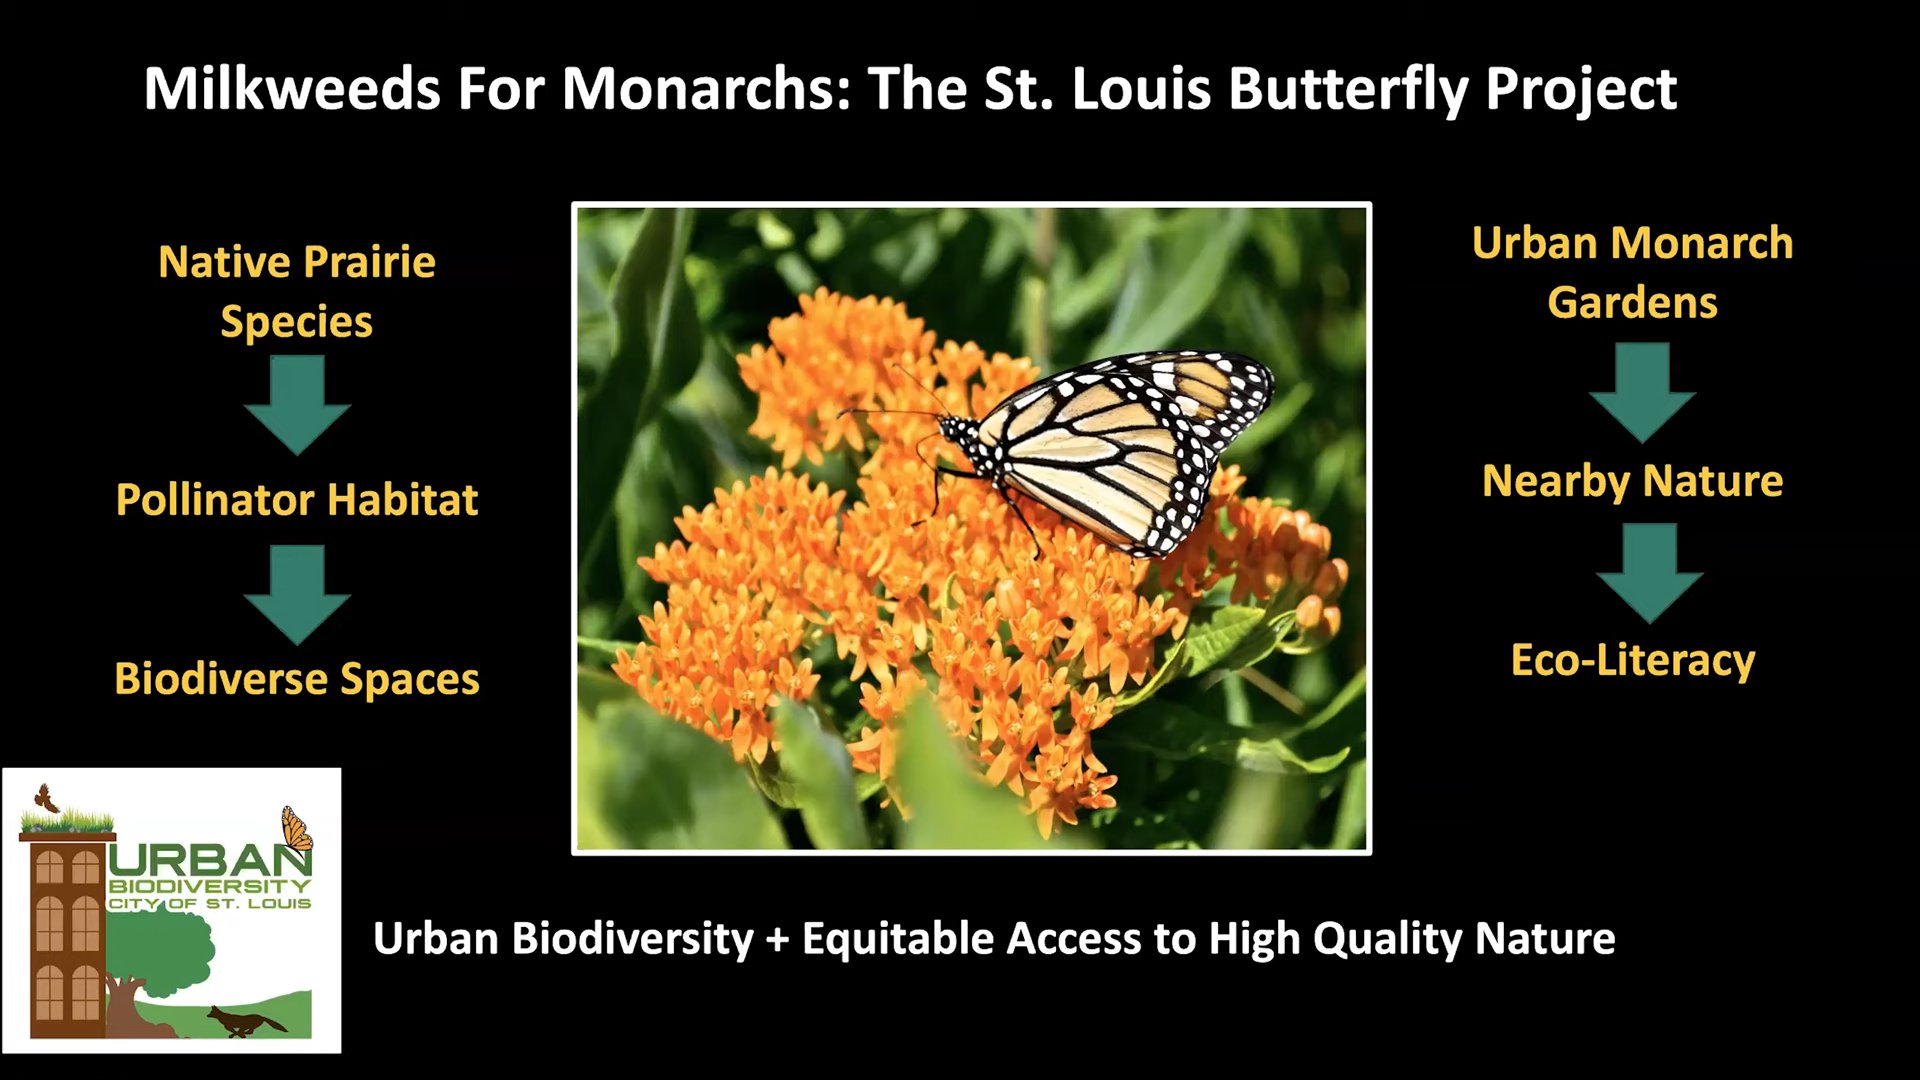 Milkweeds For Monarchs: The St. Louis Butterfly Project
Native Prairie
Species
Pollinator Habitat
Biodiverse Spaces
Urban Monarch
Gardens
Nearby Nature
Eco-Literacy
URBAN
BIODIVERSITY
CITY OF ST. LOUIS
Urban Biodiversity + Equitable Access to High Quality Nature